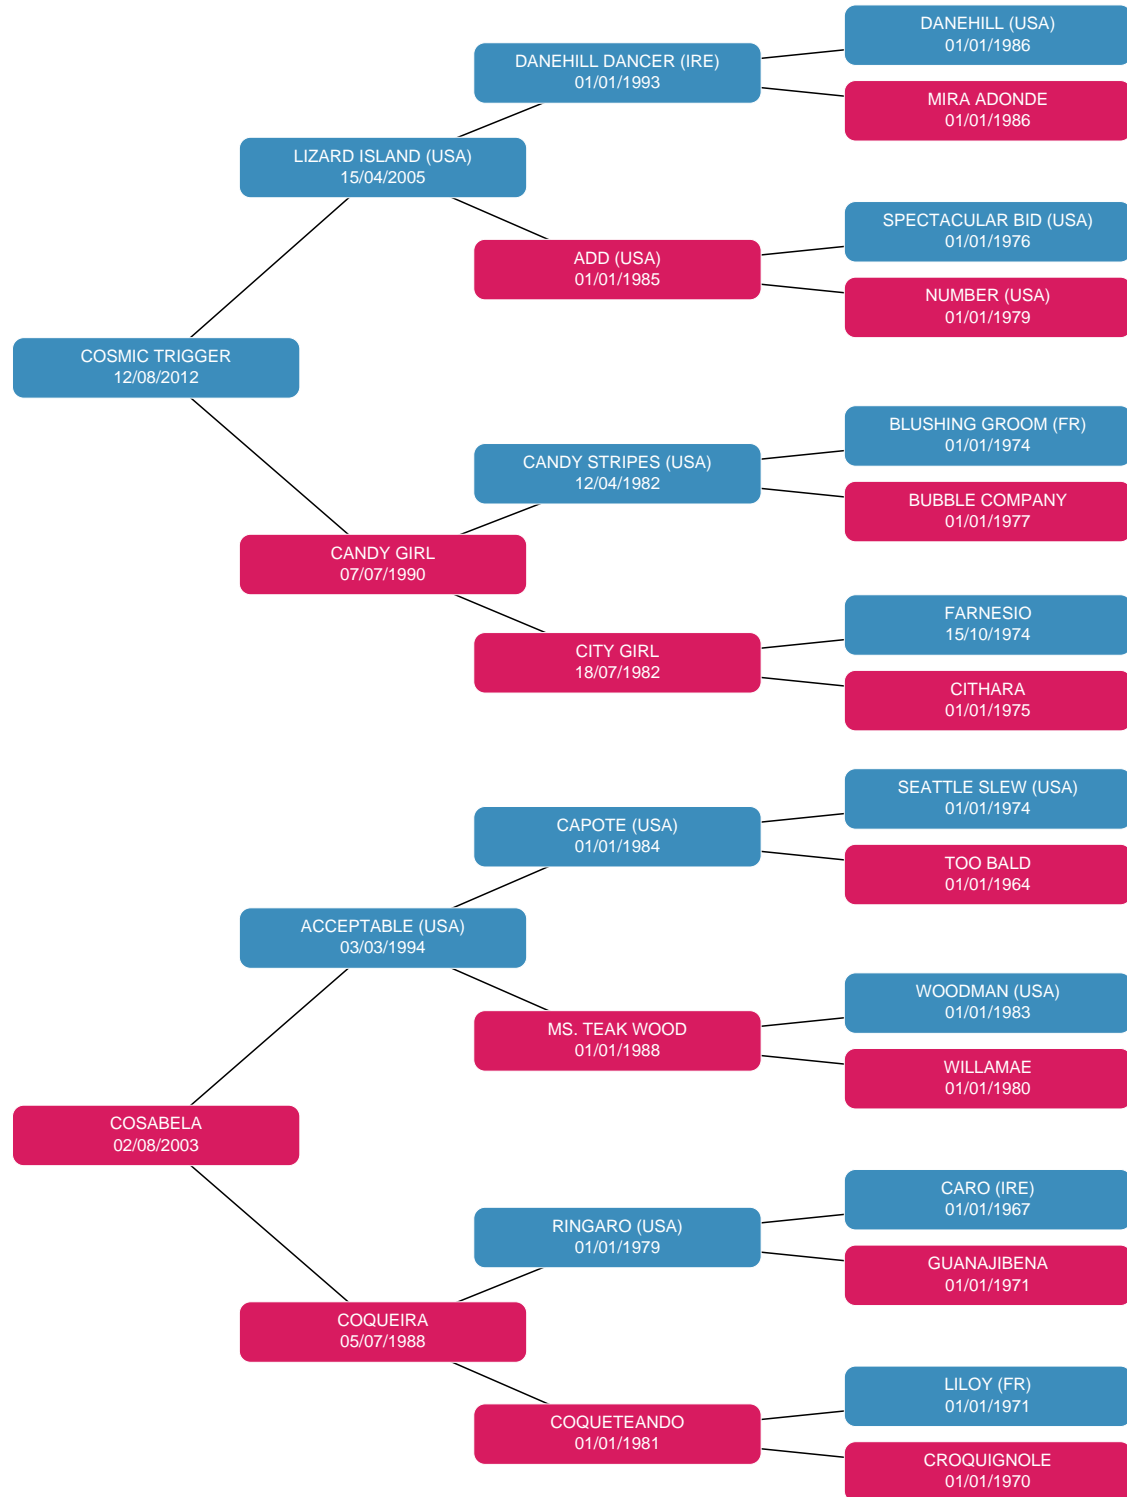 DANEHILL (USA)
01/01/1986
DANEHILL DANCER (IRE)
01/01/1993
MIRA ADONDE
01/01/1986
LIZARD ISLAND (USA)
15/04/2005
SPECTACULAR BID (USA)
01/01/1976
ADD (USA)
01/01/1985
NUMBER (USA)
01/01/1979
COSMIC TRIGGER
12/08/2012
BLUSHING GROOM (FR)
01/01/1974
CANDY STRIPES (USA)
12/04/1982
BUBBLE COMPANY
01/01/1977
CANDY GIRL
07/07/1990
FARNESIO
15/10/1974
CITY GIRL
18/07/1982
CITHARA
01/01/1975
SEATTLE SLEW (USA)
01/01/1974
CAPOTE (USA)
01/01/1984
TOO BALD
01/01/1964
ACCEPTABLE (USA)
03/03/1994
WOODMAN (USA)
01/01/1983
MS. TEAK WOOD
01/01/1988
WILLAMAE
01/01/1980
COSABELA
02/08/2003
CARO (IRE)
01/01/1967
RINGARO (USA)
01/01/1979
GUANAJIBENA
01/01/1971
COQUEIRA
05/07/1988
LILOY (FR)
01/01/1971
COQUETEANDO
01/01/1981
CROQUIGNOLE
01/01/1970